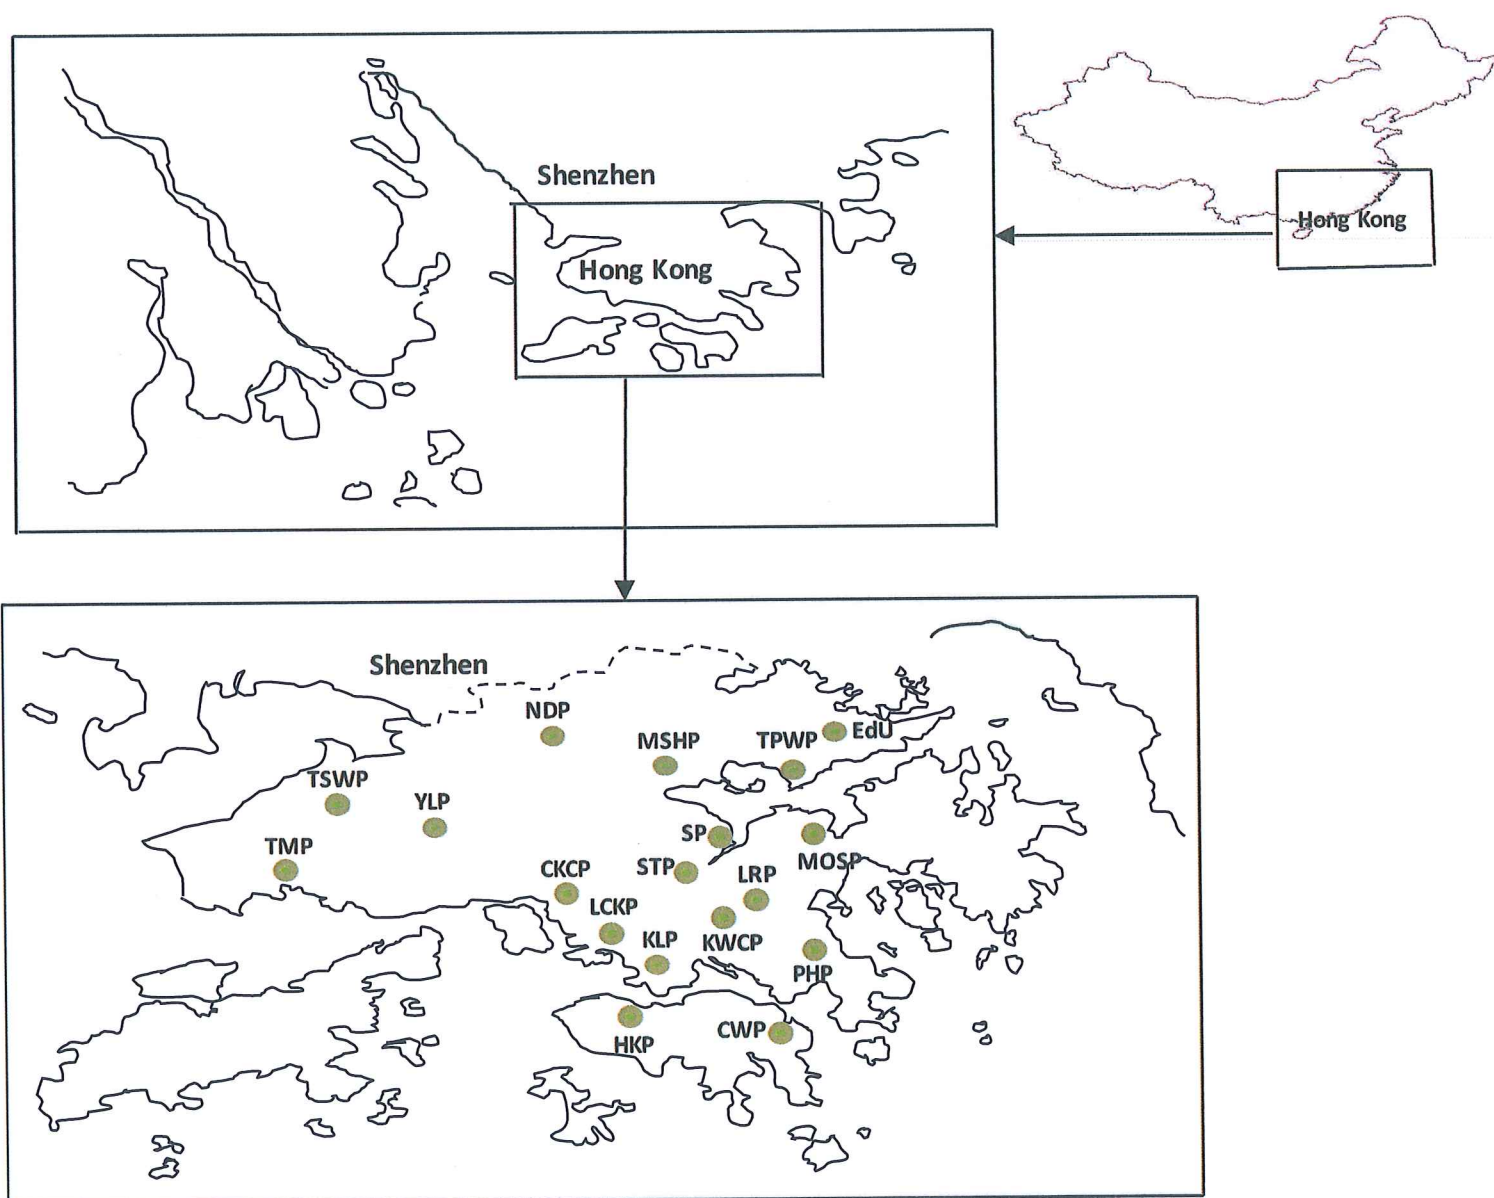 Shenzhen
Hong Kong
Hong Kong
Shenzhen
NDP
EdU
MSHP
TPWP
TSWP
YLP
SP
TMP
MOSP
CKCP
STP
LRP
LCKP
KLP
KWCP
PHP
CWP
HKP